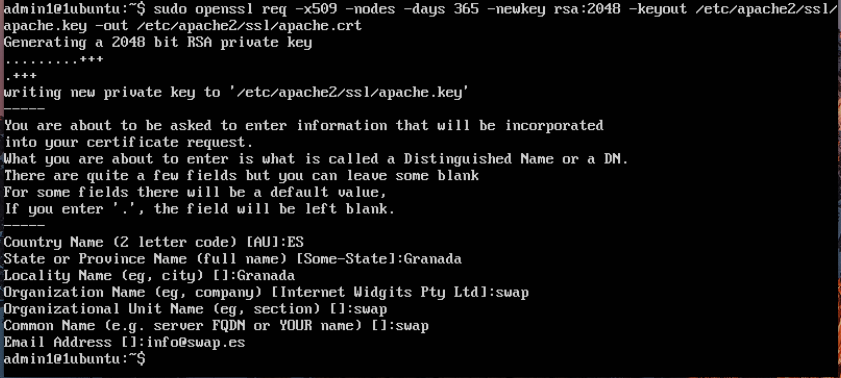 admin1@1ubuntu:~$ sudo openssl req -x509 -nodes -days 365 -newkey rsa:2048 -keyout /etc/apache2/ssl/
apache.key -out /etc/apache2/ssl/apache.crt
Generating a 2048 bit RSA private key
.........+++
.+++
writing new private key to '/etc/apache2/ssl/apache.key'
-----
You are about to be asked to enter information that will be incorporated
into your certificate request.
What you are about to enter is what is called a Distinguished Name or a DN.
There are quite a few fields but you can leave some blank
For some fields there will be a default value,
If you enter '.', the field will be left blank.
-----
Country Name (2 letter code) [AU]:ES
State or Province Name (full name) [Some-State]:Granada
Locality Name (eg, city) []:Granada
Organization Name (eg, company) [Internet Widgits Pty Ltd]:swap
Organizational Unit Name (eg, section) []:swap
Common Name (e.g. server FQDN or YOUR name) []:swap
Email Address []:info@swap.es
admin1@1ubuntu:~$